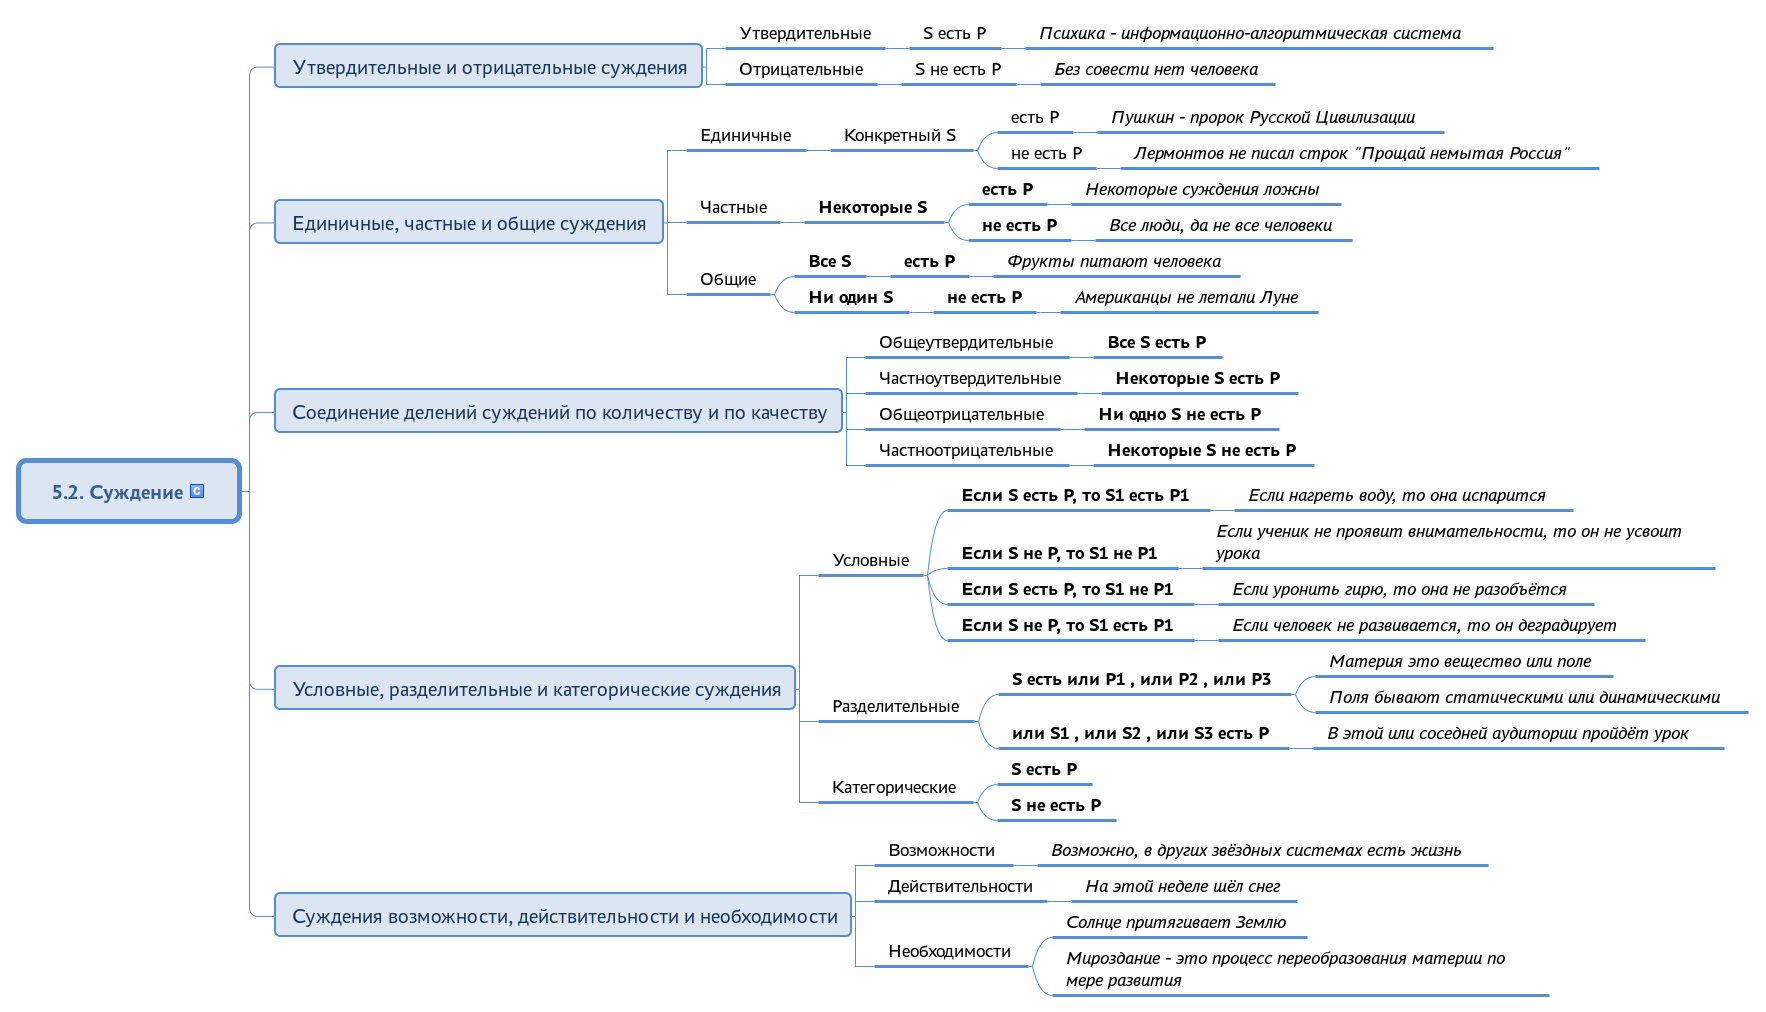 5.2. Суждение
Утвердительные и отрицательные суждения
Утвердительные
S есть P
Психика - информационно-алгоритмическая система
Отрицательные
S не есть P
Без совести нет человека
Единичные, частные и общие суждения
Единичные
Конкретный S
есть P
Пушкин - пророк Русской Цивилизации
не есть P
Лермонтов не писал строк "Прощай немытая Россия"
Частные
Некоторые S
есть P
Некоторые суждения ложны
не есть P
Все люди, да не все человеки
Общие
Все S
есть P
Фрукты питают человека
Ни один S
не есть P
Американцы не летали Луне
Соединение делений суждений по количеству и по качеству
Общеутвердительные
Все S есть P
Частноутвердительные
Некоторые S есть P
Общеотрицательные
Ни одно S не есть P
Частноотрицательные
Некоторые S не есть P
Условные, разделительные и категорические суждения
Условные
Если S есть P, то S1 есть P1
Если нагреть воду, то она испарится
Если S не P, то S1 не P1
Если ученик не проявит внимательности, то он не усвоит
урока
Если S есть P, то S1 не P1
Если уронить гирю, то она не разобъётся
Если S не P, то S1 есть P1
Если человек не развивается, то он деградирует
Разделительные
S есть или P1 , или P2 , или P3
Материя это вещество или поле
Поля бывают статическими или динамическими
или S1 , или S2 , или S3 есть P
В этой или соседней аудитории пройдёт урок
Категорические
S есть P
S не есть P
Суждения возможности, действительности и необходимости
Возможности
Возможно, в других звёздных системах есть жизнь
Действительности
На этой неделе шёл снег
Необходимости
Солнце притягивает Землю
Мироздание - это процесс переобразования материи по
мере развития